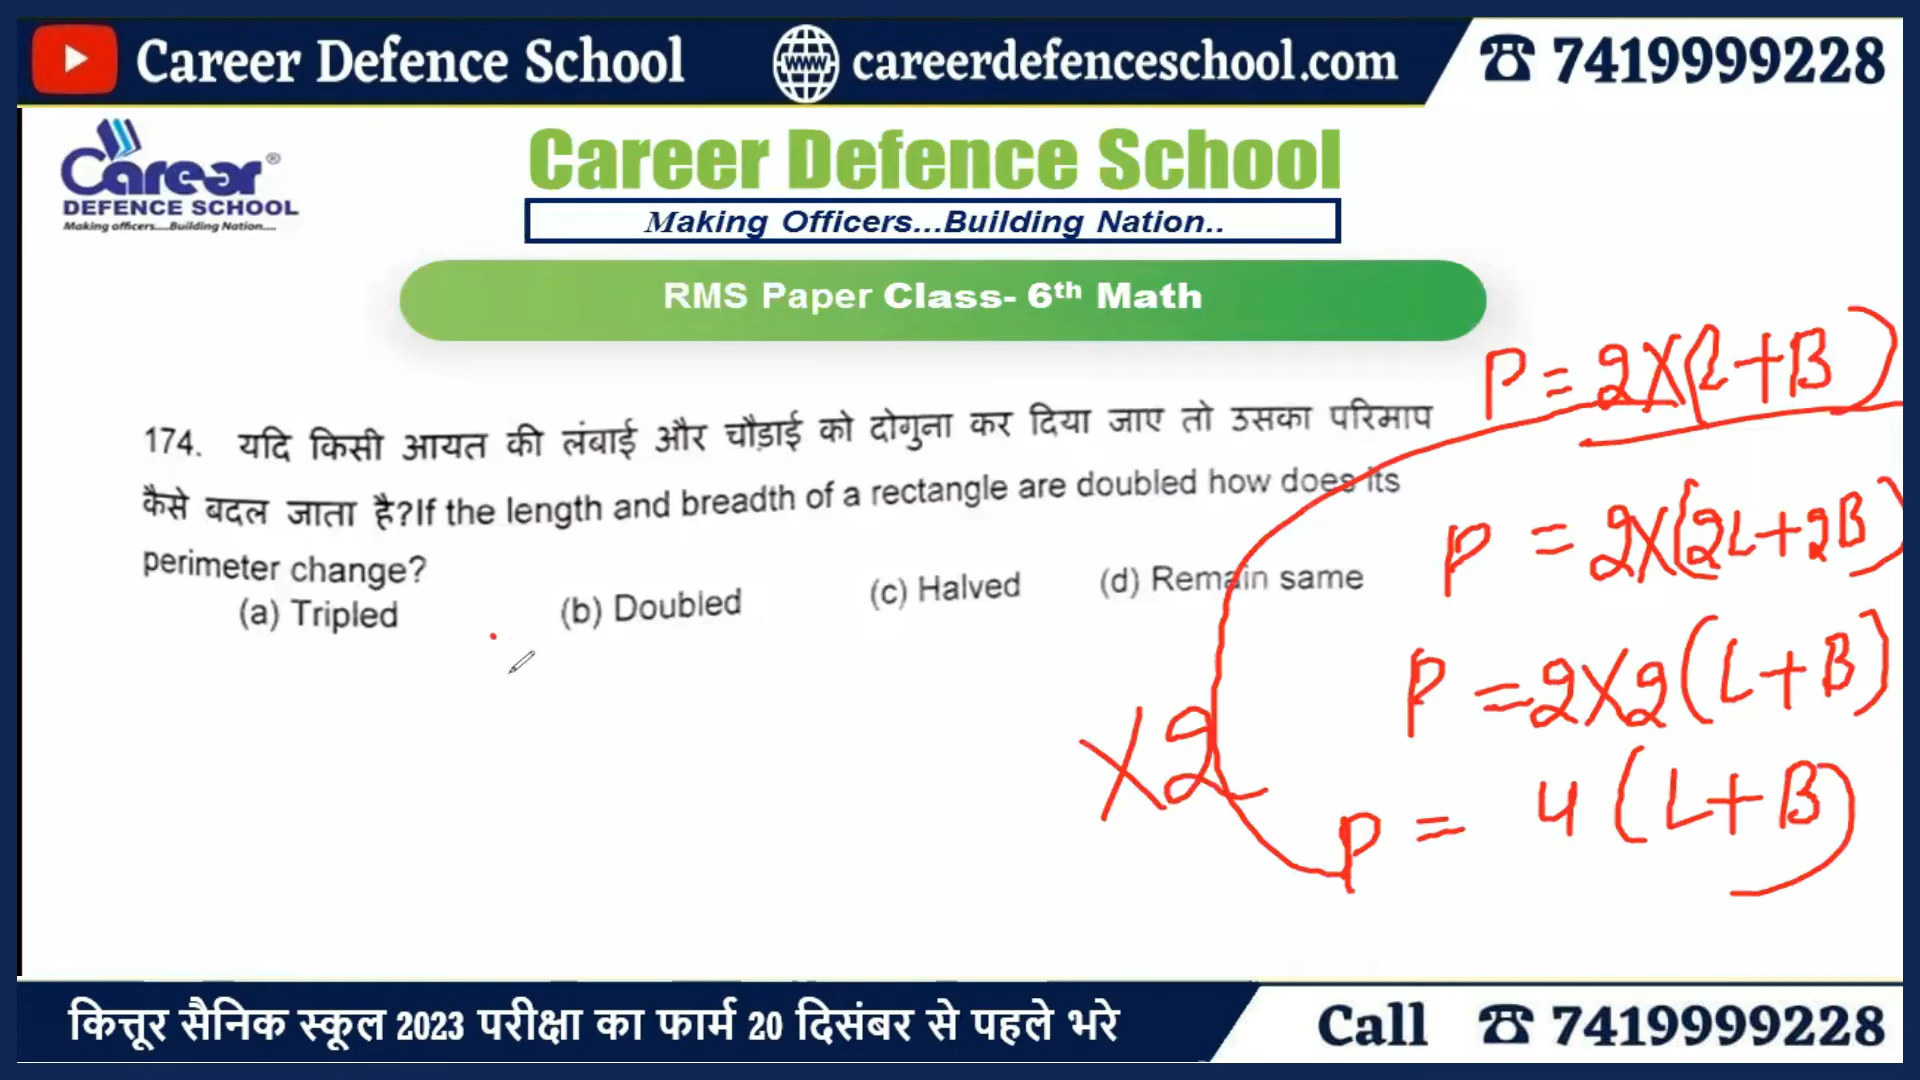 Career Defence School
www
careerdefenceschool.com
☎ 7419999228
Career®
DEFENCE SCHOOL
Making officers....Building Nation....
Career Defence School
Making Officers...Building Nation..
RMS Paper Class- 6th Math
174. यदि किसी आयत की लंबाई और चौड़ाई को दोगुना कर दिया जाए तो उसका परिमाप
कैसे बदल जाता है?If the length and breadth of a rectangle are doubled how does its
perimeter change?
(a) Tripled (b) Doubled (c) Halved (d) Remain same
P = 2X(L+B)
P = 2X(2L+2B)
P = 2X2(L+B)
X2
P = 4(L+B)
कित्तूर सैनिक स्कूल 2023 परीक्षा का फार्म 20 दिसंबर से पहले भरे
Call ☎ 7419999228